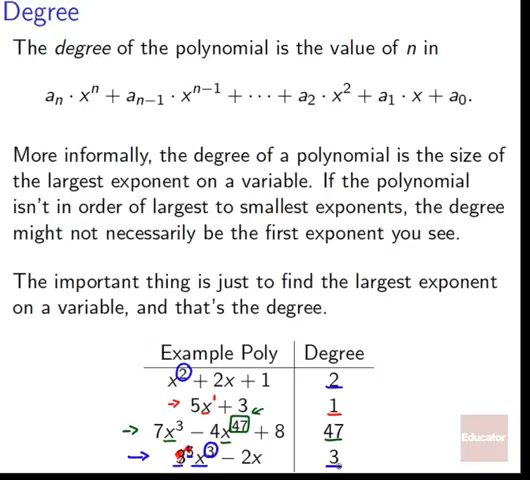 Degree
The degree of the polynomial is the value of n in
aₙ · xⁿ + aₙ₋₁ · xⁿ⁻¹ + ··· + a₂ · x² + a₁ · x + a₀.
More informally, the degree of a polynomial is the size of
the largest exponent on a variable. If the polynomial
isn't in order of largest to smallest exponents, the degree
might not necessarily be the first exponent you see.
The important thing is just to find the largest exponent
on a variable, and that's the degree.
Example Poly Degree
x² + 2x + 1 2
→ 5x¹ + 3 ← 1
→ 7x³ − 4x⁴⁷ + 8 47
→ 3⁵x³ − 2x 3
Educator